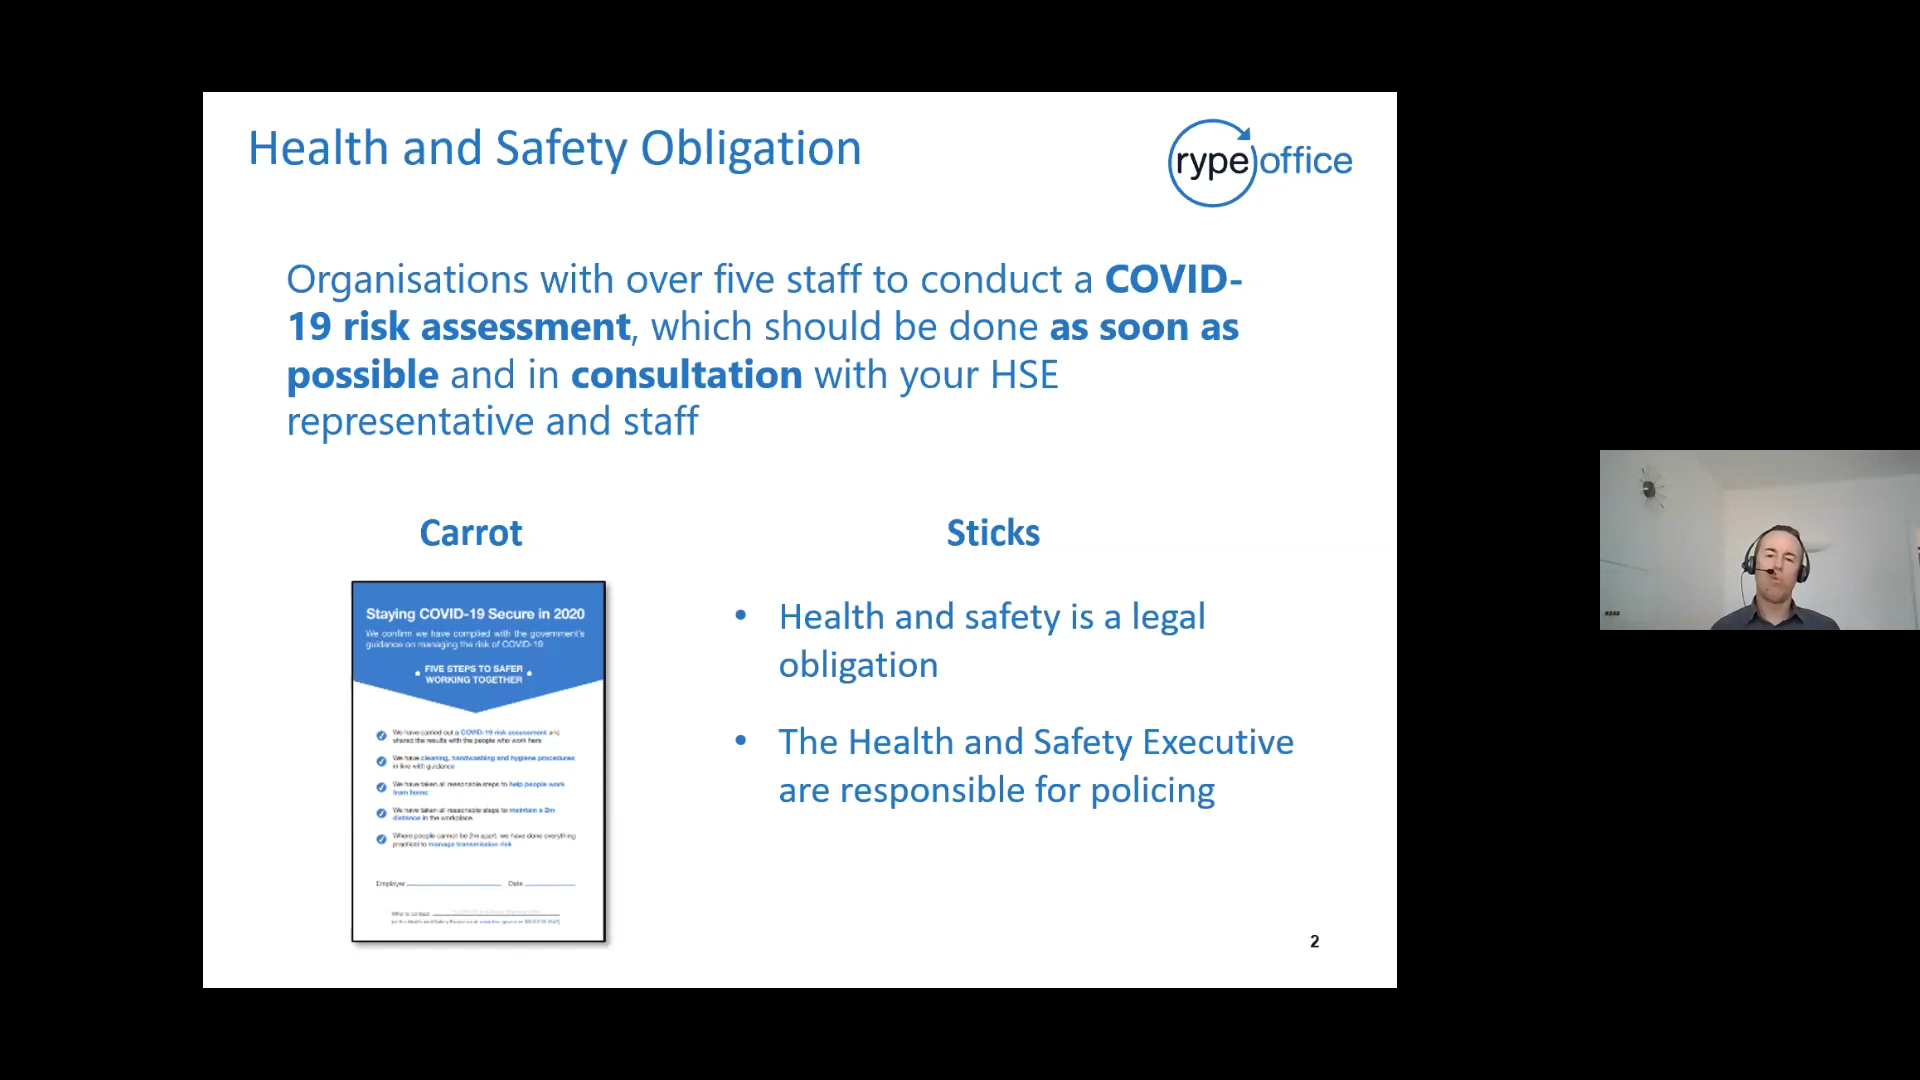 Health and Safety Obligation
rype office
Organisations with over five staff to conduct a COVID-
19 risk assessment, which should be done as soon as
possible and in consultation with your HSE
representative and staff
Carrot
Staying COVID-19 Secure in 2020
We confirm we have complied with the government's
guidance on managing the risk of COVID-19
• FIVE STEPS TO SAFER
WORKING TOGETHER •
We have carried out a COVID-19 risk assessment and
shared the results with the people who work here
We have cleaning, handwashing and hygiene procedures
in line with guidance
We have taken all reasonable steps to help people work
from home
We have taken all reasonable steps to maintain a 2m
distance in the workplace
Where people cannot be 2m apart, we have done everything
practical to manage transmission risk
Employer Date
Who to contact:
Sticks
• Health and safety is a legal
obligation
• The Health and Safety Executive
are responsible for policing
2